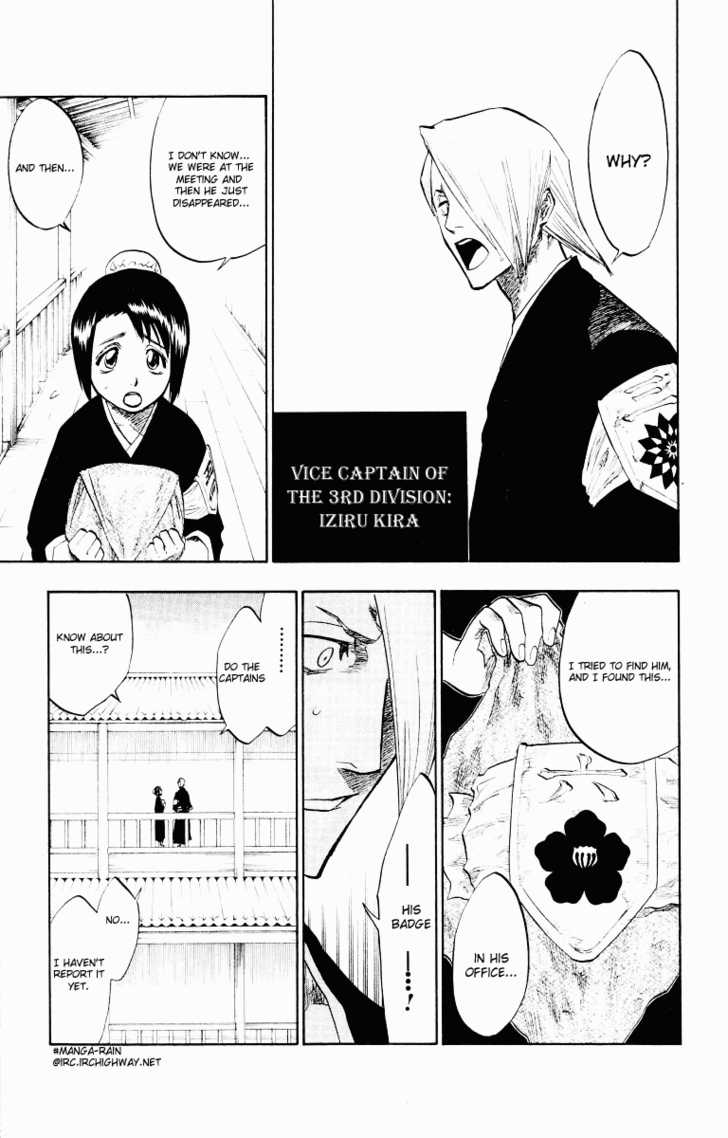 WHY?
VICE CAPTAIN OF
THE 3RD DIVISION:
IZIRU KIRA
I DON'T KNOW...
WE WERE AT THE
MEETING AND
THEN HE JUST
DISAPPEARED...
AND THEN...
I TRIED TO FIND HIM,
AND I FOUND THIS...
IN HIS
OFFICE...
— HIS
BADGE
—...!
......
DO THE
CAPTAINS
KNOW ABOUT
THIS...?
NO...
I HAVEN'T
REPORT IT
YET.
#MANGA-RAIN
@IRC.IRCHIGHWAY.NET